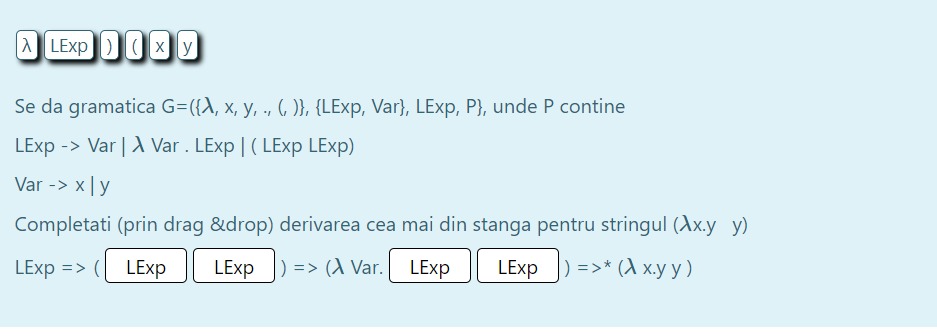 λ LExp ) ( x y
Se da gramatica G=({λ, x, y, ., (, )}, {LExp, Var}, LExp, P}, unde P contine
LExp -> Var | λ Var . LExp | ( LExp LExp)
Var -> x | y
Completati (prin drag &drop) derivarea cea mai din stanga pentru stringul (λx.y y)
LExp => ( LExp LExp ) => (λ Var. LExp LExp ) =>* (λ x.y y )